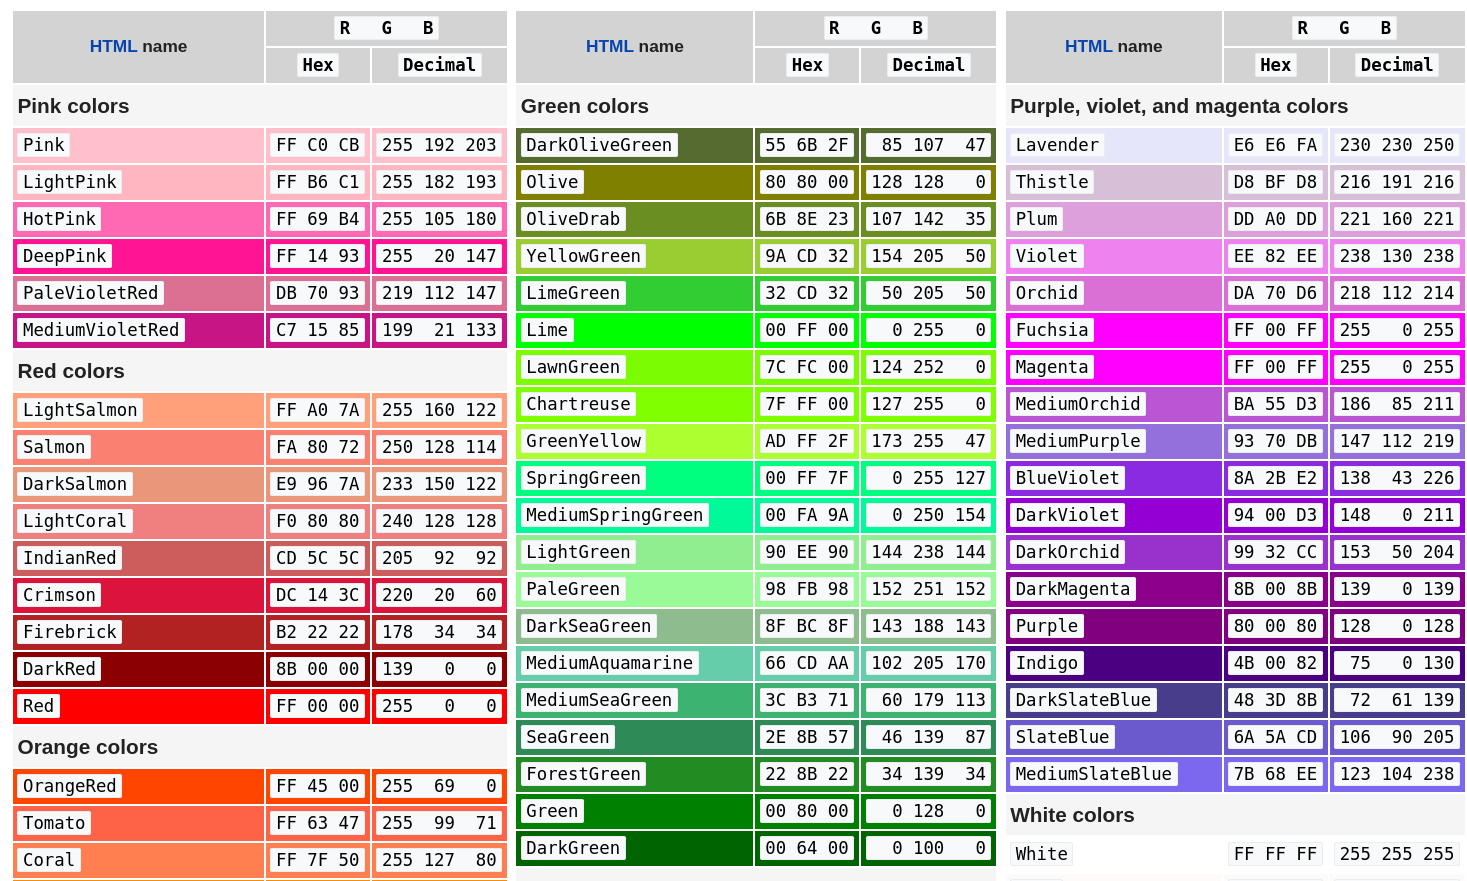 HTML name
R G B
Hex Decimal
Pink colors
Pink FF C0 CB 255 192 203
LightPink FF B6 C1 255 182 193
HotPink FF 69 B4 255 105 180
DeepPink FF 14 93 255 20 147
PaleVioletRed DB 70 93 219 112 147
MediumVioletRed C7 15 85 199 21 133
Red colors
LightSalmon FF A0 7A 255 160 122
Salmon FA 80 72 250 128 114
DarkSalmon E9 96 7A 233 150 122
LightCoral F0 80 80 240 128 128
IndianRed CD 5C 5C 205 92 92
Crimson DC 14 3C 220 20 60
Firebrick B2 22 22 178 34 34
DarkRed 8B 00 00 139 0 0
Red FF 00 00 255 0 0
Orange colors
OrangeRed FF 45 00 255 69 0
Tomato FF 63 47 255 99 71
Coral FF 7F 50 255 127 80
HTML name
R G B
Hex Decimal
Green colors
DarkOliveGreen 55 6B 2F 85 107 47
Olive 80 80 00 128 128 0
OliveDrab 6B 8E 23 107 142 35
YellowGreen 9A CD 32 154 205 50
LimeGreen 32 CD 32 50 205 50
Lime 00 FF 00 0 255 0
LawnGreen 7C FC 00 124 252 0
Chartreuse 7F FF 00 127 255 0
GreenYellow AD FF 2F 173 255 47
SpringGreen 00 FF 7F 0 255 127
MediumSpringGreen 00 FA 9A 0 250 154
LightGreen 90 EE 90 144 238 144
PaleGreen 98 FB 98 152 251 152
DarkSeaGreen 8F BC 8F 143 188 143
MediumAquamarine 66 CD AA 102 205 170
MediumSeaGreen 3C B3 71 60 179 113
SeaGreen 2E 8B 57 46 139 87
ForestGreen 22 8B 22 34 139 34
Green 00 80 00 0 128 0
DarkGreen 00 64 00 0 100 0
HTML name
R G B
Hex Decimal
Purple, violet, and magenta colors
Lavender E6 E6 FA 230 230 250
Thistle D8 BF D8 216 191 216
Plum DD A0 DD 221 160 221
Violet EE 82 EE 238 130 238
Orchid DA 70 D6 218 112 214
Fuchsia FF 00 FF 255 0 255
Magenta FF 00 FF 255 0 255
MediumOrchid BA 55 D3 186 85 211
MediumPurple 93 70 DB 147 112 219
BlueViolet 8A 2B E2 138 43 226
DarkViolet 94 00 D3 148 0 211
DarkOrchid 99 32 CC 153 50 204
DarkMagenta 8B 00 8B 139 0 139
Purple 80 00 80 128 0 128
Indigo 4B 00 82 75 0 130
DarkSlateBlue 48 3D 8B 72 61 139
SlateBlue 6A 5A CD 106 90 205
MediumSlateBlue 7B 68 EE 123 104 238
White colors
White FF FF FF 255 255 255